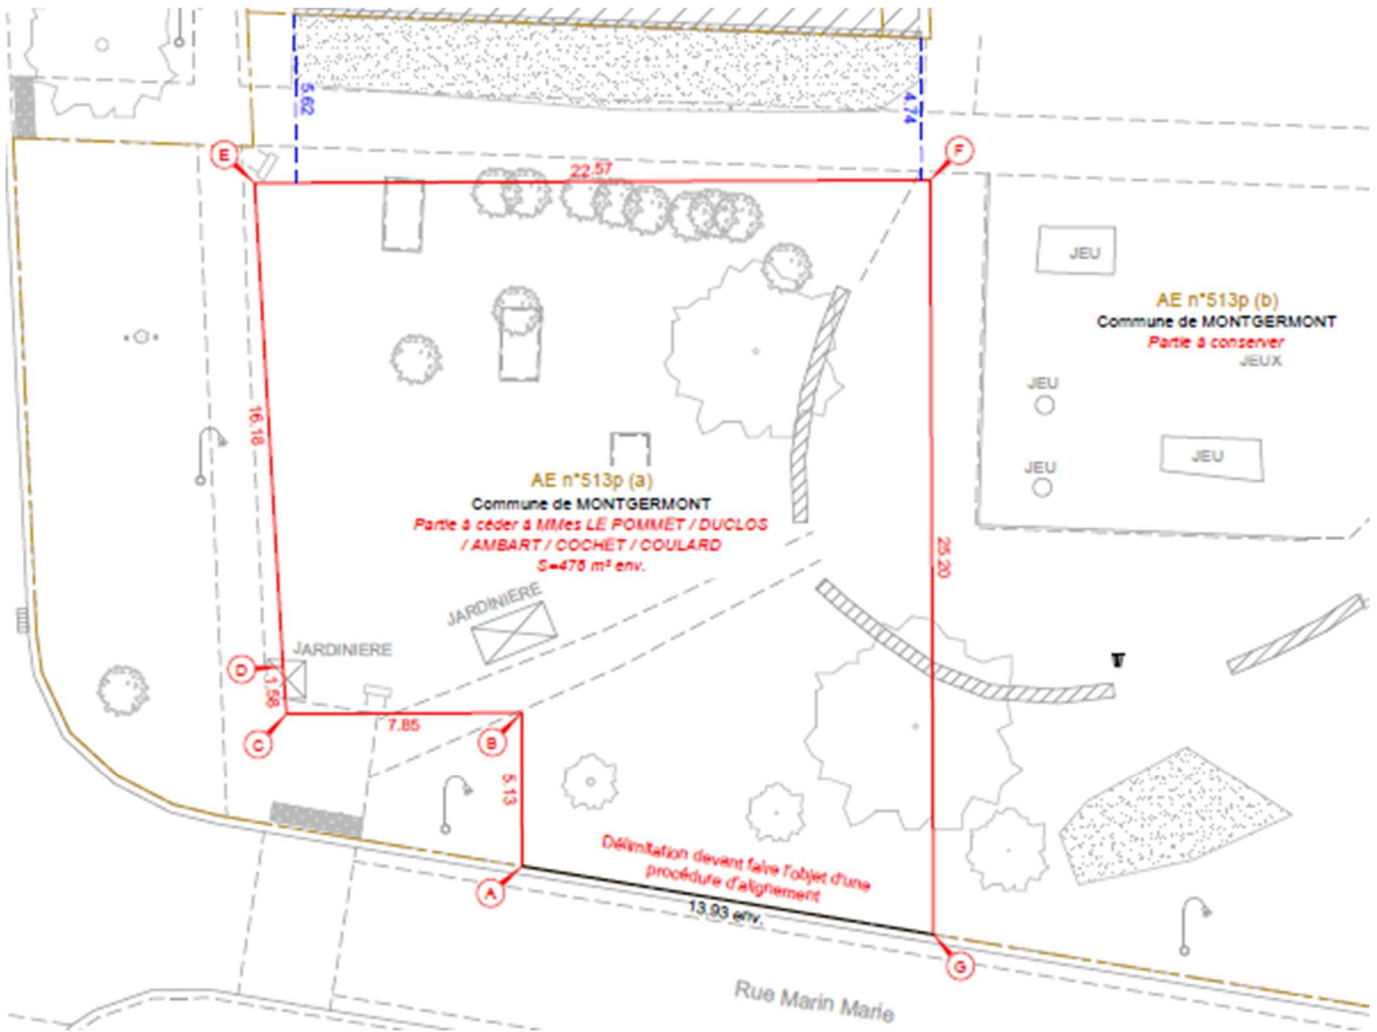 5.62
4.74
E
F
22.57
JEU
AE n°513p (b)
Commune de MONTGERMONT
Partie à conserver
JEUX
JEU
JEU
JEU
16.18
AE n°513p (a)
Commune de MONTGERMONT
Partie à céder à MMes LE POMMET / DUCLOS
/ AMBART / COCHET / COULARD
S=476 m² env.
25.20
JARDINIERE
JARDINIERE
D
1.56
C
7.85
B
5.13
Délimitation devant faire l'objet d'une
procédure d'alignement
A
13.93 env.
G
Rue Marin Marie